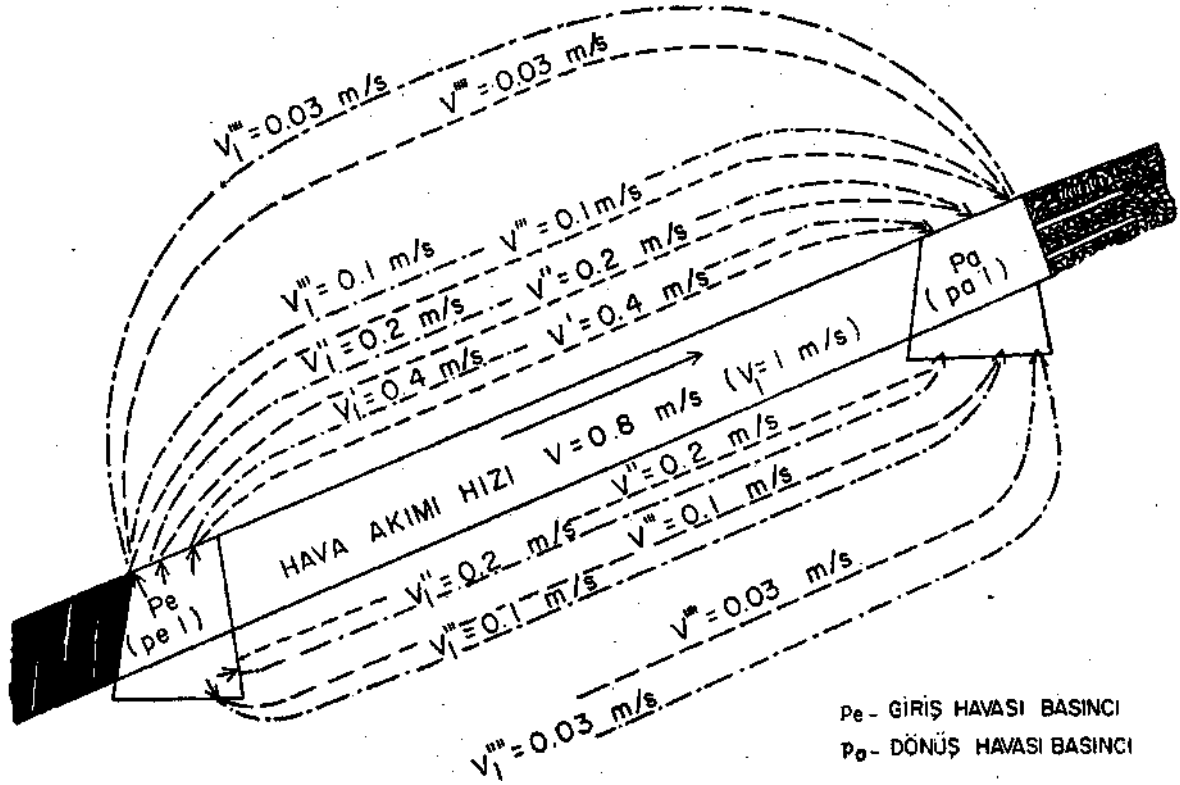 V₁'''' = 0.03 m/s
V'''' = 0.03 m/s
V''' = 0.1 m/s
V₁''' = 0.1 m/s
V'' = 0.2 m/s
V₁'' = 0.2 m/s
V' = 0.4 m/s
V₁' = 0.4 m/s
Pa
(pa 1)
HAVA AKIMI HIZI V=0.8 m/s (V₁=1 m/s)
Pe
(pe 1)
V'' = 0.2 m/s
V₁'' = 0.2 m/s
V''' = 0.1 m/s
V₁''' = 0.1 m/s
V'''' = 0.03 m/s
V₁'''' = 0.03 m/s
Pe - GİRİŞ HAVASI BASINCI
Pa - DÖNÜŞ HAVASI BASINCI